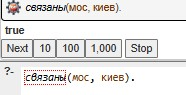 связаны(мос, киев).
true
Next 10 100 1,000 Stop
?- связаны(мос, киев).